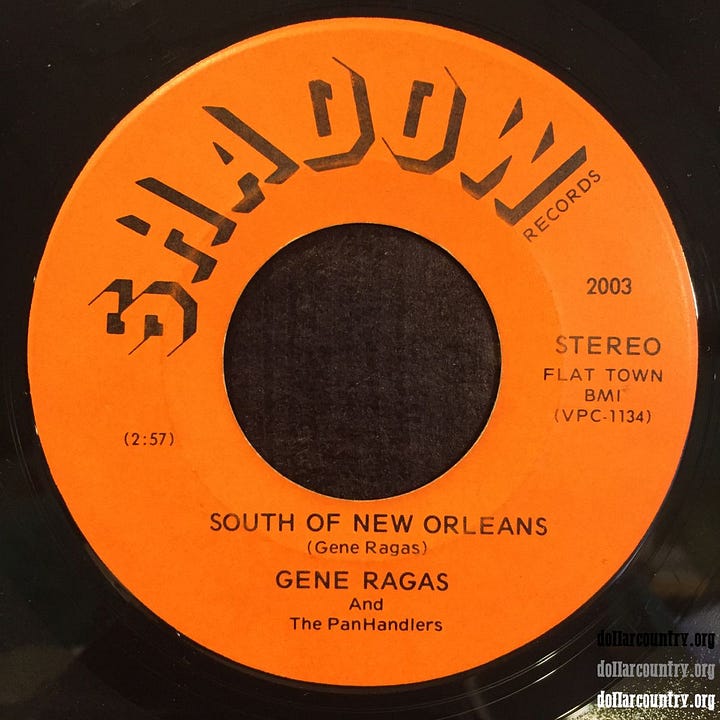 SHADOW
RECORDS
2003
STEREO
FLAT TOWN
BMI
(VPC-1134)
(2:57)
SOUTH OF NEW ORLEANS
(Gene Ragas)
GENE RAGAS
And
The PanHandlers
dollarcountry.org
dollarcountry.org
dollarcountry.org